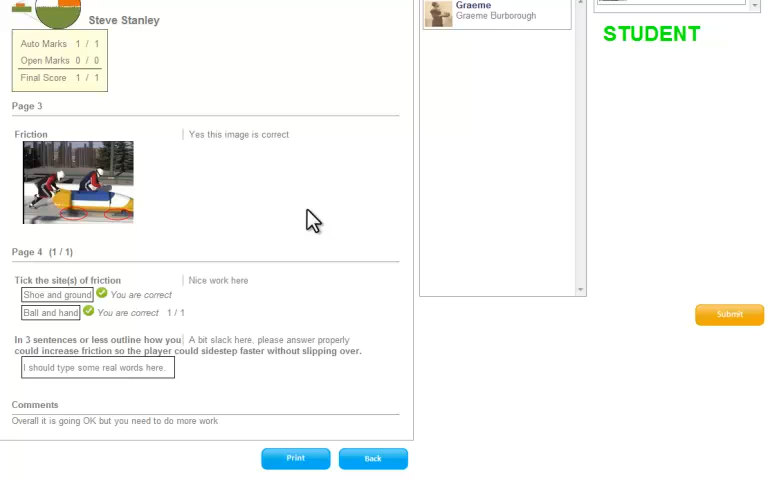 Steve Stanley
Auto Marks 1 / 1
Open Marks 0 / 0
Final Score 1 / 1
Page 3
Friction
Yes this image is correct
Page 4 (1 / 1)
Tick the site(s) of friction
Nice work here
Shoe and ground You are correct
Ball and hand You are correct 1 / 1
In 3 sentences or less outline how you
A bit slack here, please answer properly
could increase friction so the player could sidestep faster without slipping over.
I should type some real words here.
Comments
Overall it is going OK but you need to do more work
Print
Back
Graeme
Graeme Burborough
STUDENT
Submit